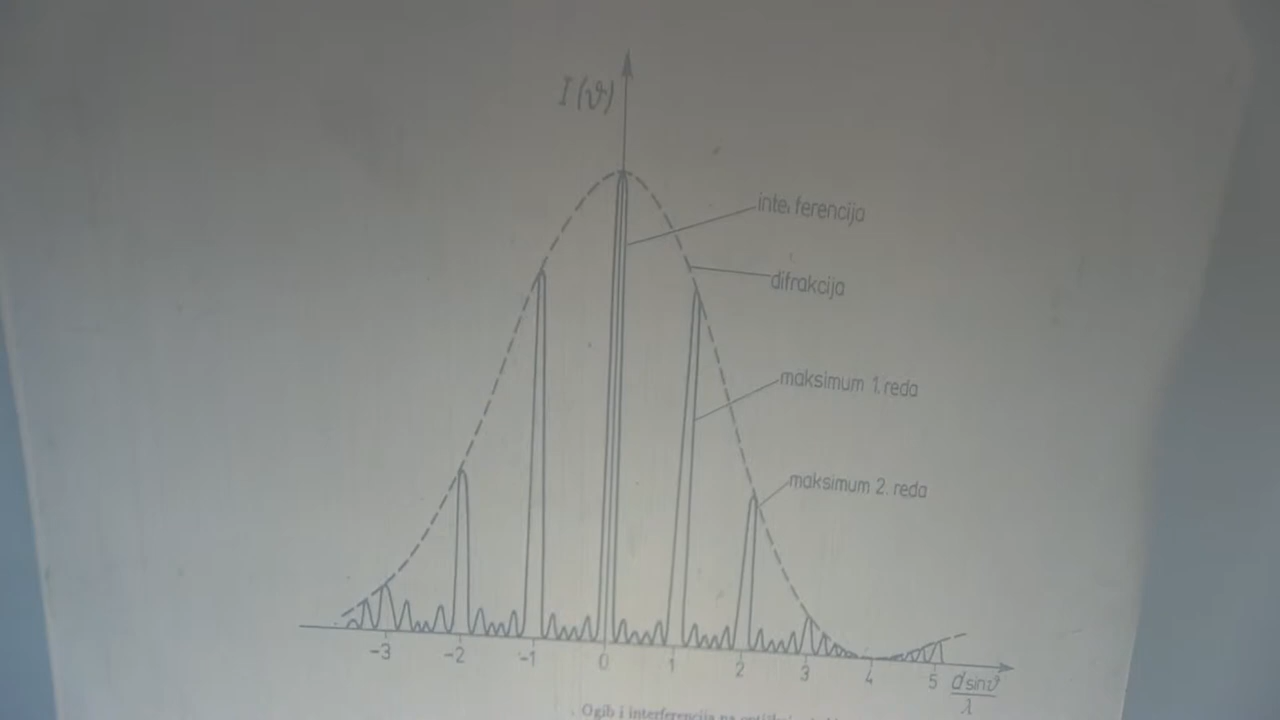 I(ϑ)
interferencija
difrakcija
maksimum 1. reda
maksimum 2. reda
-3 -2 -1 0 1 2 3 4 5
d sinϑ
λ
Ogib i interferencija na